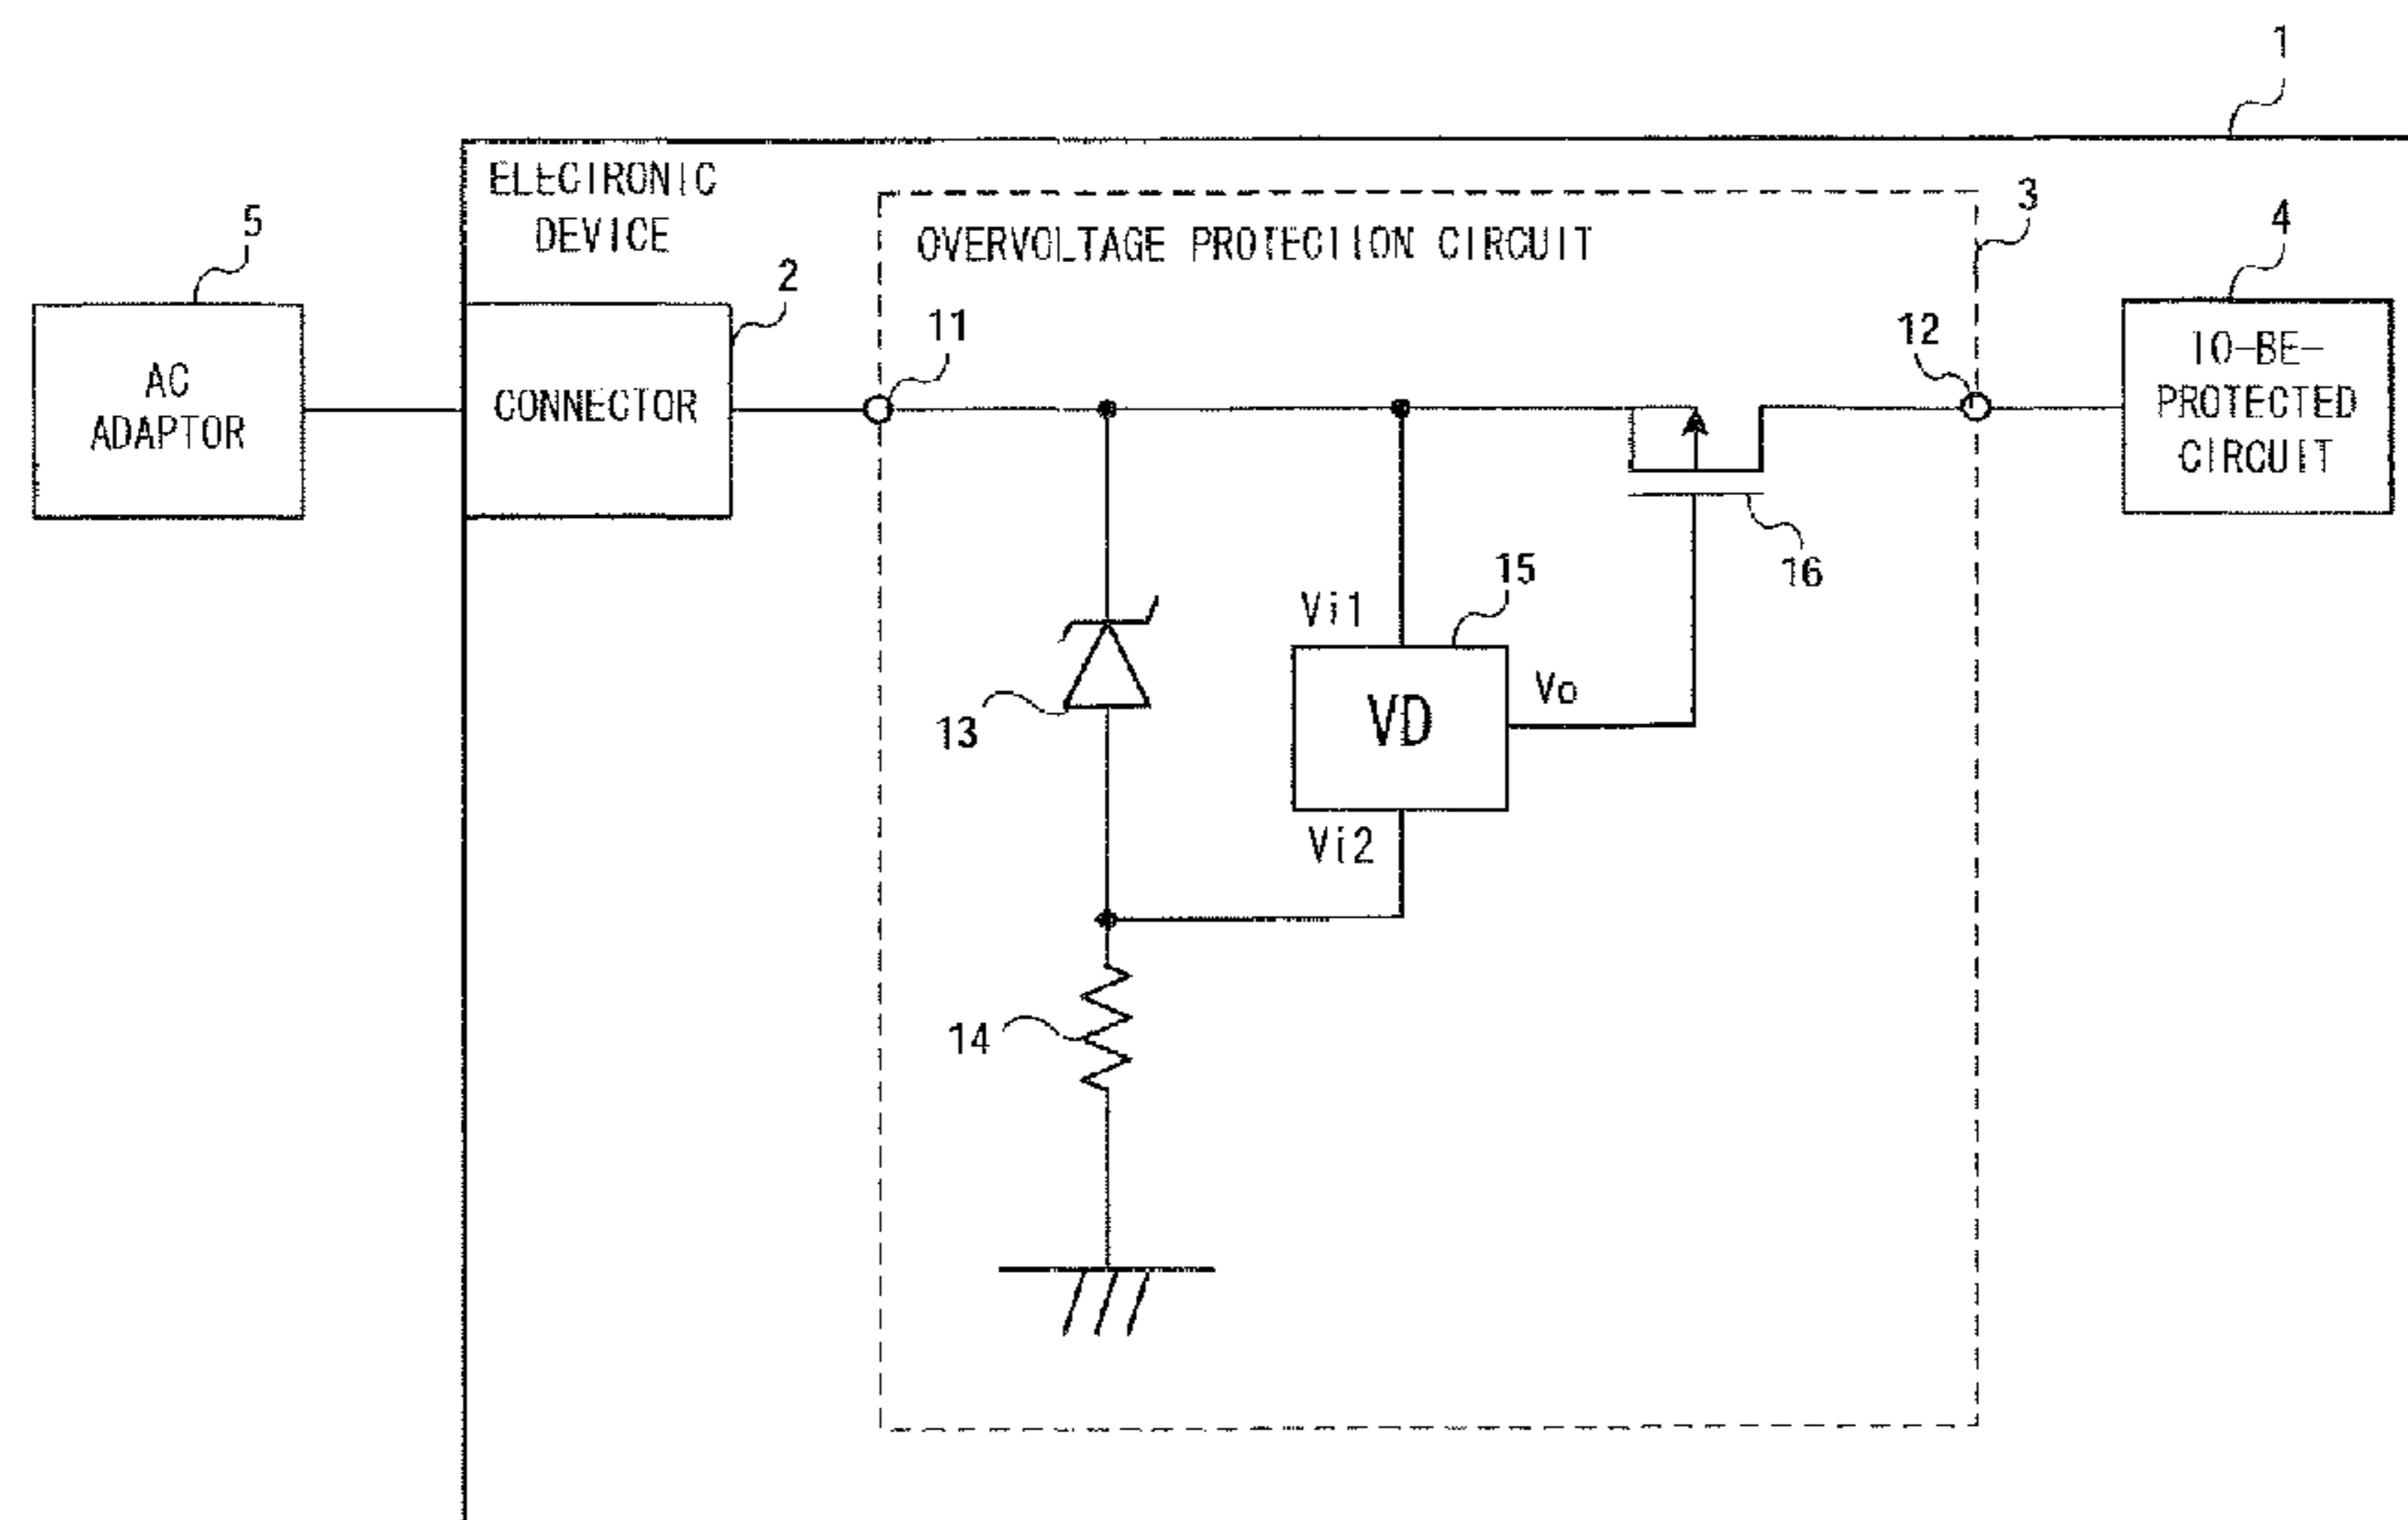 1
ELECTRONIC
DEVICE
OVERVOLTAGE PROTECTION CIRCUIT
3
4
5
2
11
12
AC
ADAPTOR
CONNECTOR
TO-BE-
PROTECTED
CIRCUIT
16
15
Vi1
Vo
VD
13
Vi2
14